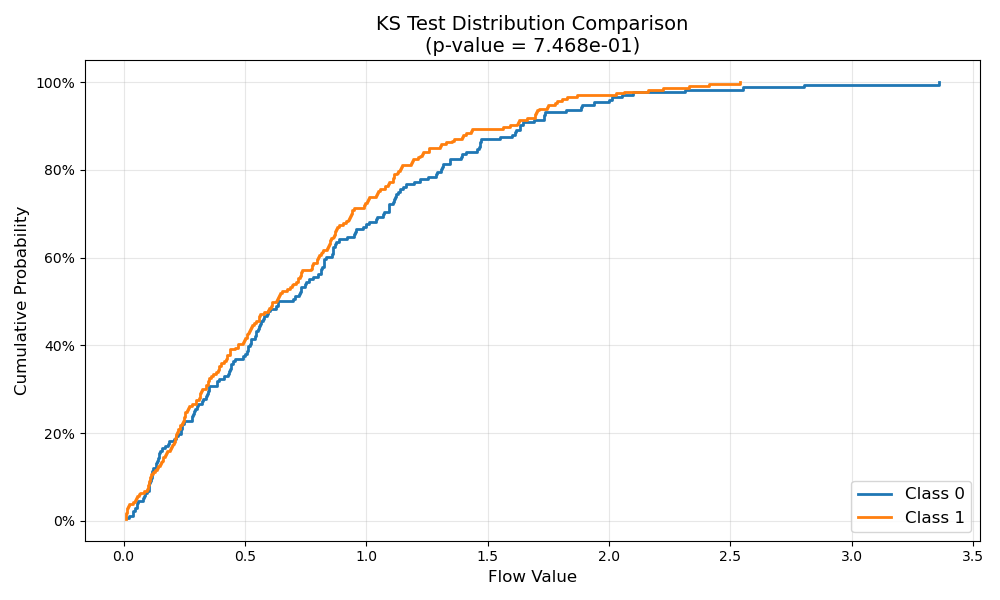 KS Test Distribution Comparison
(p-value = 7.468e-01)
Cumulative Probability
100%
80%
60%
40%
20%
0%
Class 0
Class 1
0.0 0.5 1.0 1.5 2.0 2.5 3.0 3.5
Flow Value